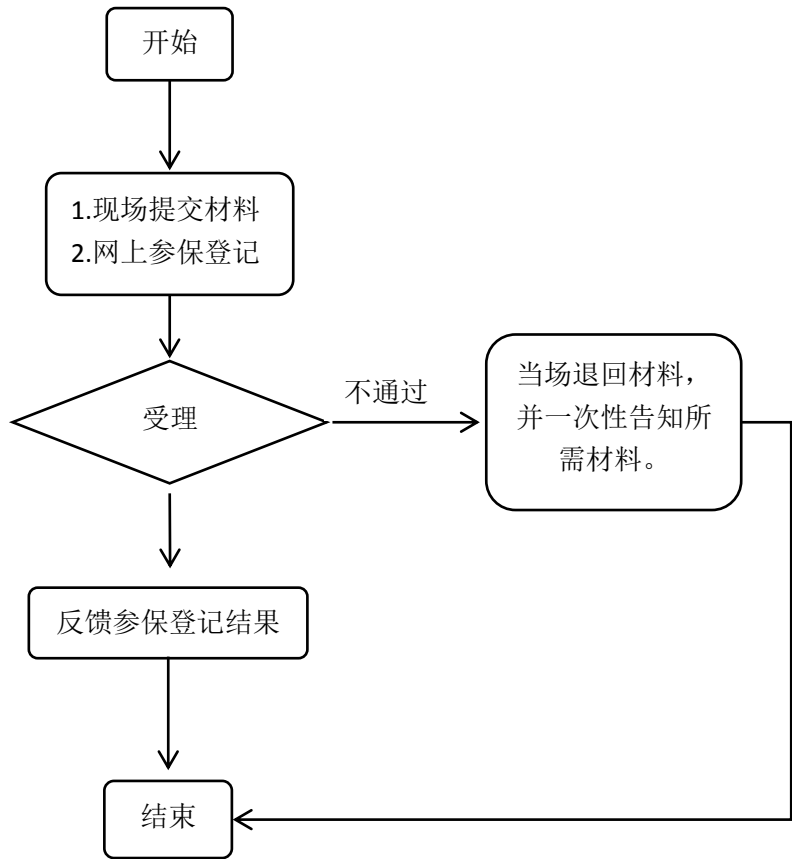 开始
1.现场提交材料
2.网上参保登记
受理
不通过
当场退回材料，
并一次性告知所
需材料。
反馈参保登记结果
结束